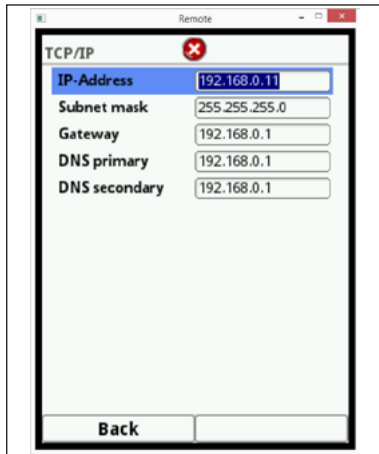 Remote
TCP/IP
IP-Address 192.168.0.11
Subnet mask 255.255.255.0
Gateway 192.168.0.1
DNS primary 192.168.0.1
DNS secondary 192.168.0.1
Back